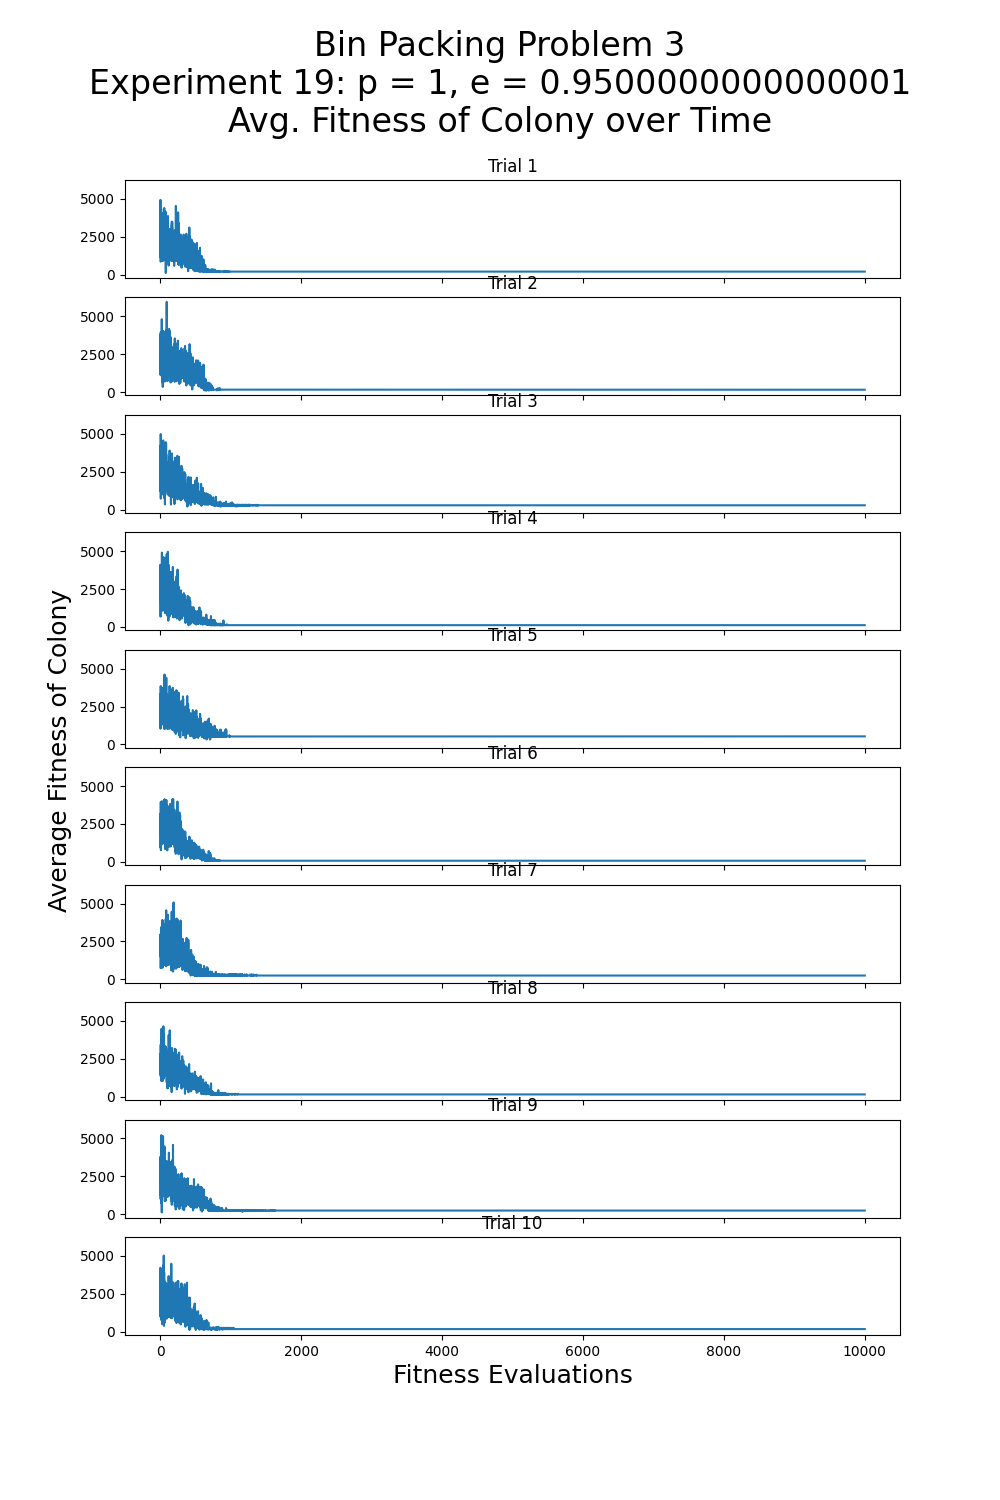 Bin Packing Problem 3
Experiment 19: p = 1, e = 0.9500000000000001
Avg. Fitness of Colony over Time
Trial 1
5000
2500
0
Trial 2
5000
2500
0
Trial 3
5000
2500
0
Trial 4
5000
2500
0
Trial 5
5000
2500
0
Trial 6
5000
2500
0
Trial 7
5000
2500
0
Trial 8
5000
2500
0
Trial 9
5000
2500
0
Trial 10
5000
2500
0
0 2000 4000 6000 8000 10000
Fitness Evaluations
Average Fitness of Colony